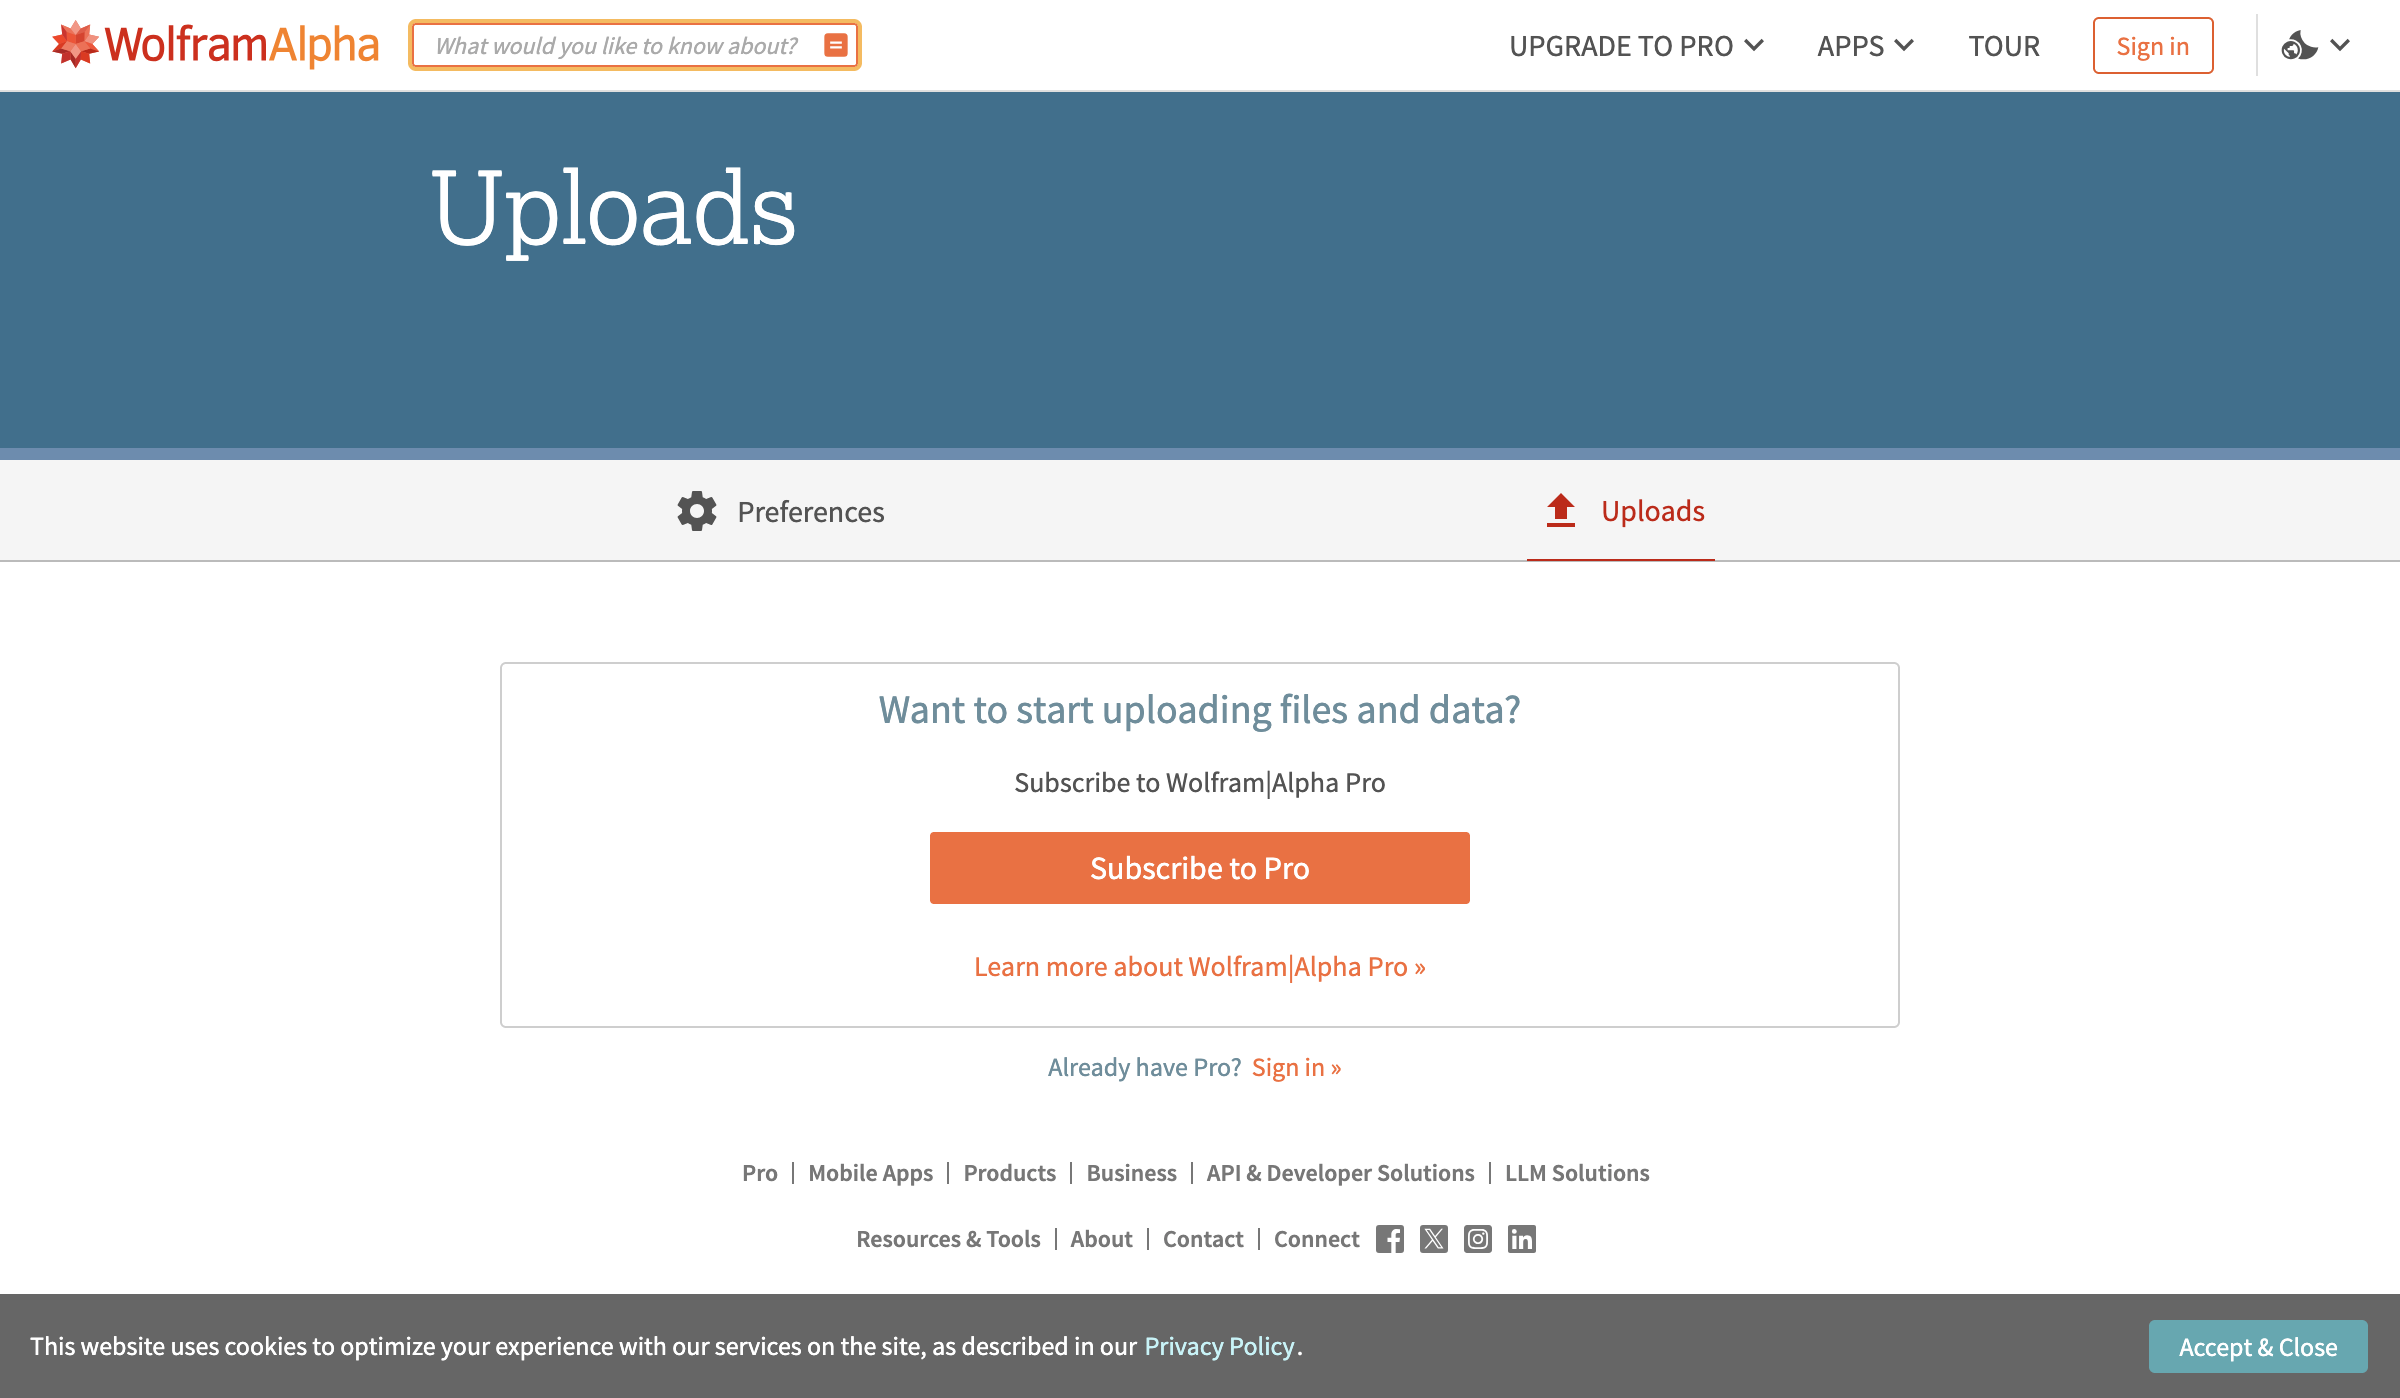 WolframAlpha
What would you like to know about?
UPGRADE TO PRO
APPS
TOUR
Sign in
Uploads
Preferences
Uploads
Want to start uploading files and data?
Subscribe to Wolfram|Alpha Pro
Subscribe to Pro
Learn more about Wolfram|Alpha Pro »
Already have Pro? Sign in »
Pro | Mobile Apps | Products | Business | API & Developer Solutions | LLM Solutions
Resources & Tools | About | Contact | Connect
This website uses cookies to optimize your experience with our services on the site, as described in our Privacy Policy.
Accept & Close